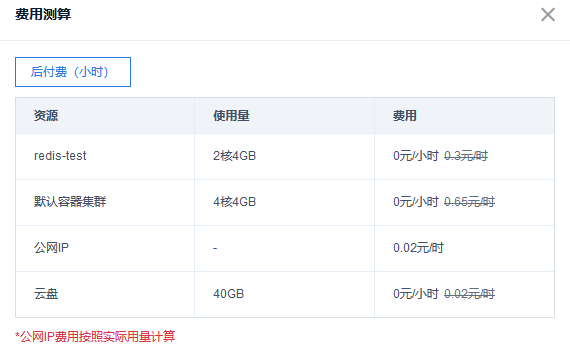 费用测算
后付费（小时）
资源 使用量 费用
redis-test 2核4GB 0元/小时 0.3元/时
默认容器集群 4核4GB 0元/小时 0.65元/时
公网IP - 0.02元/时
云盘 40GB 0元/小时 0.02元/时
*公网IP费用按照实际用量计算